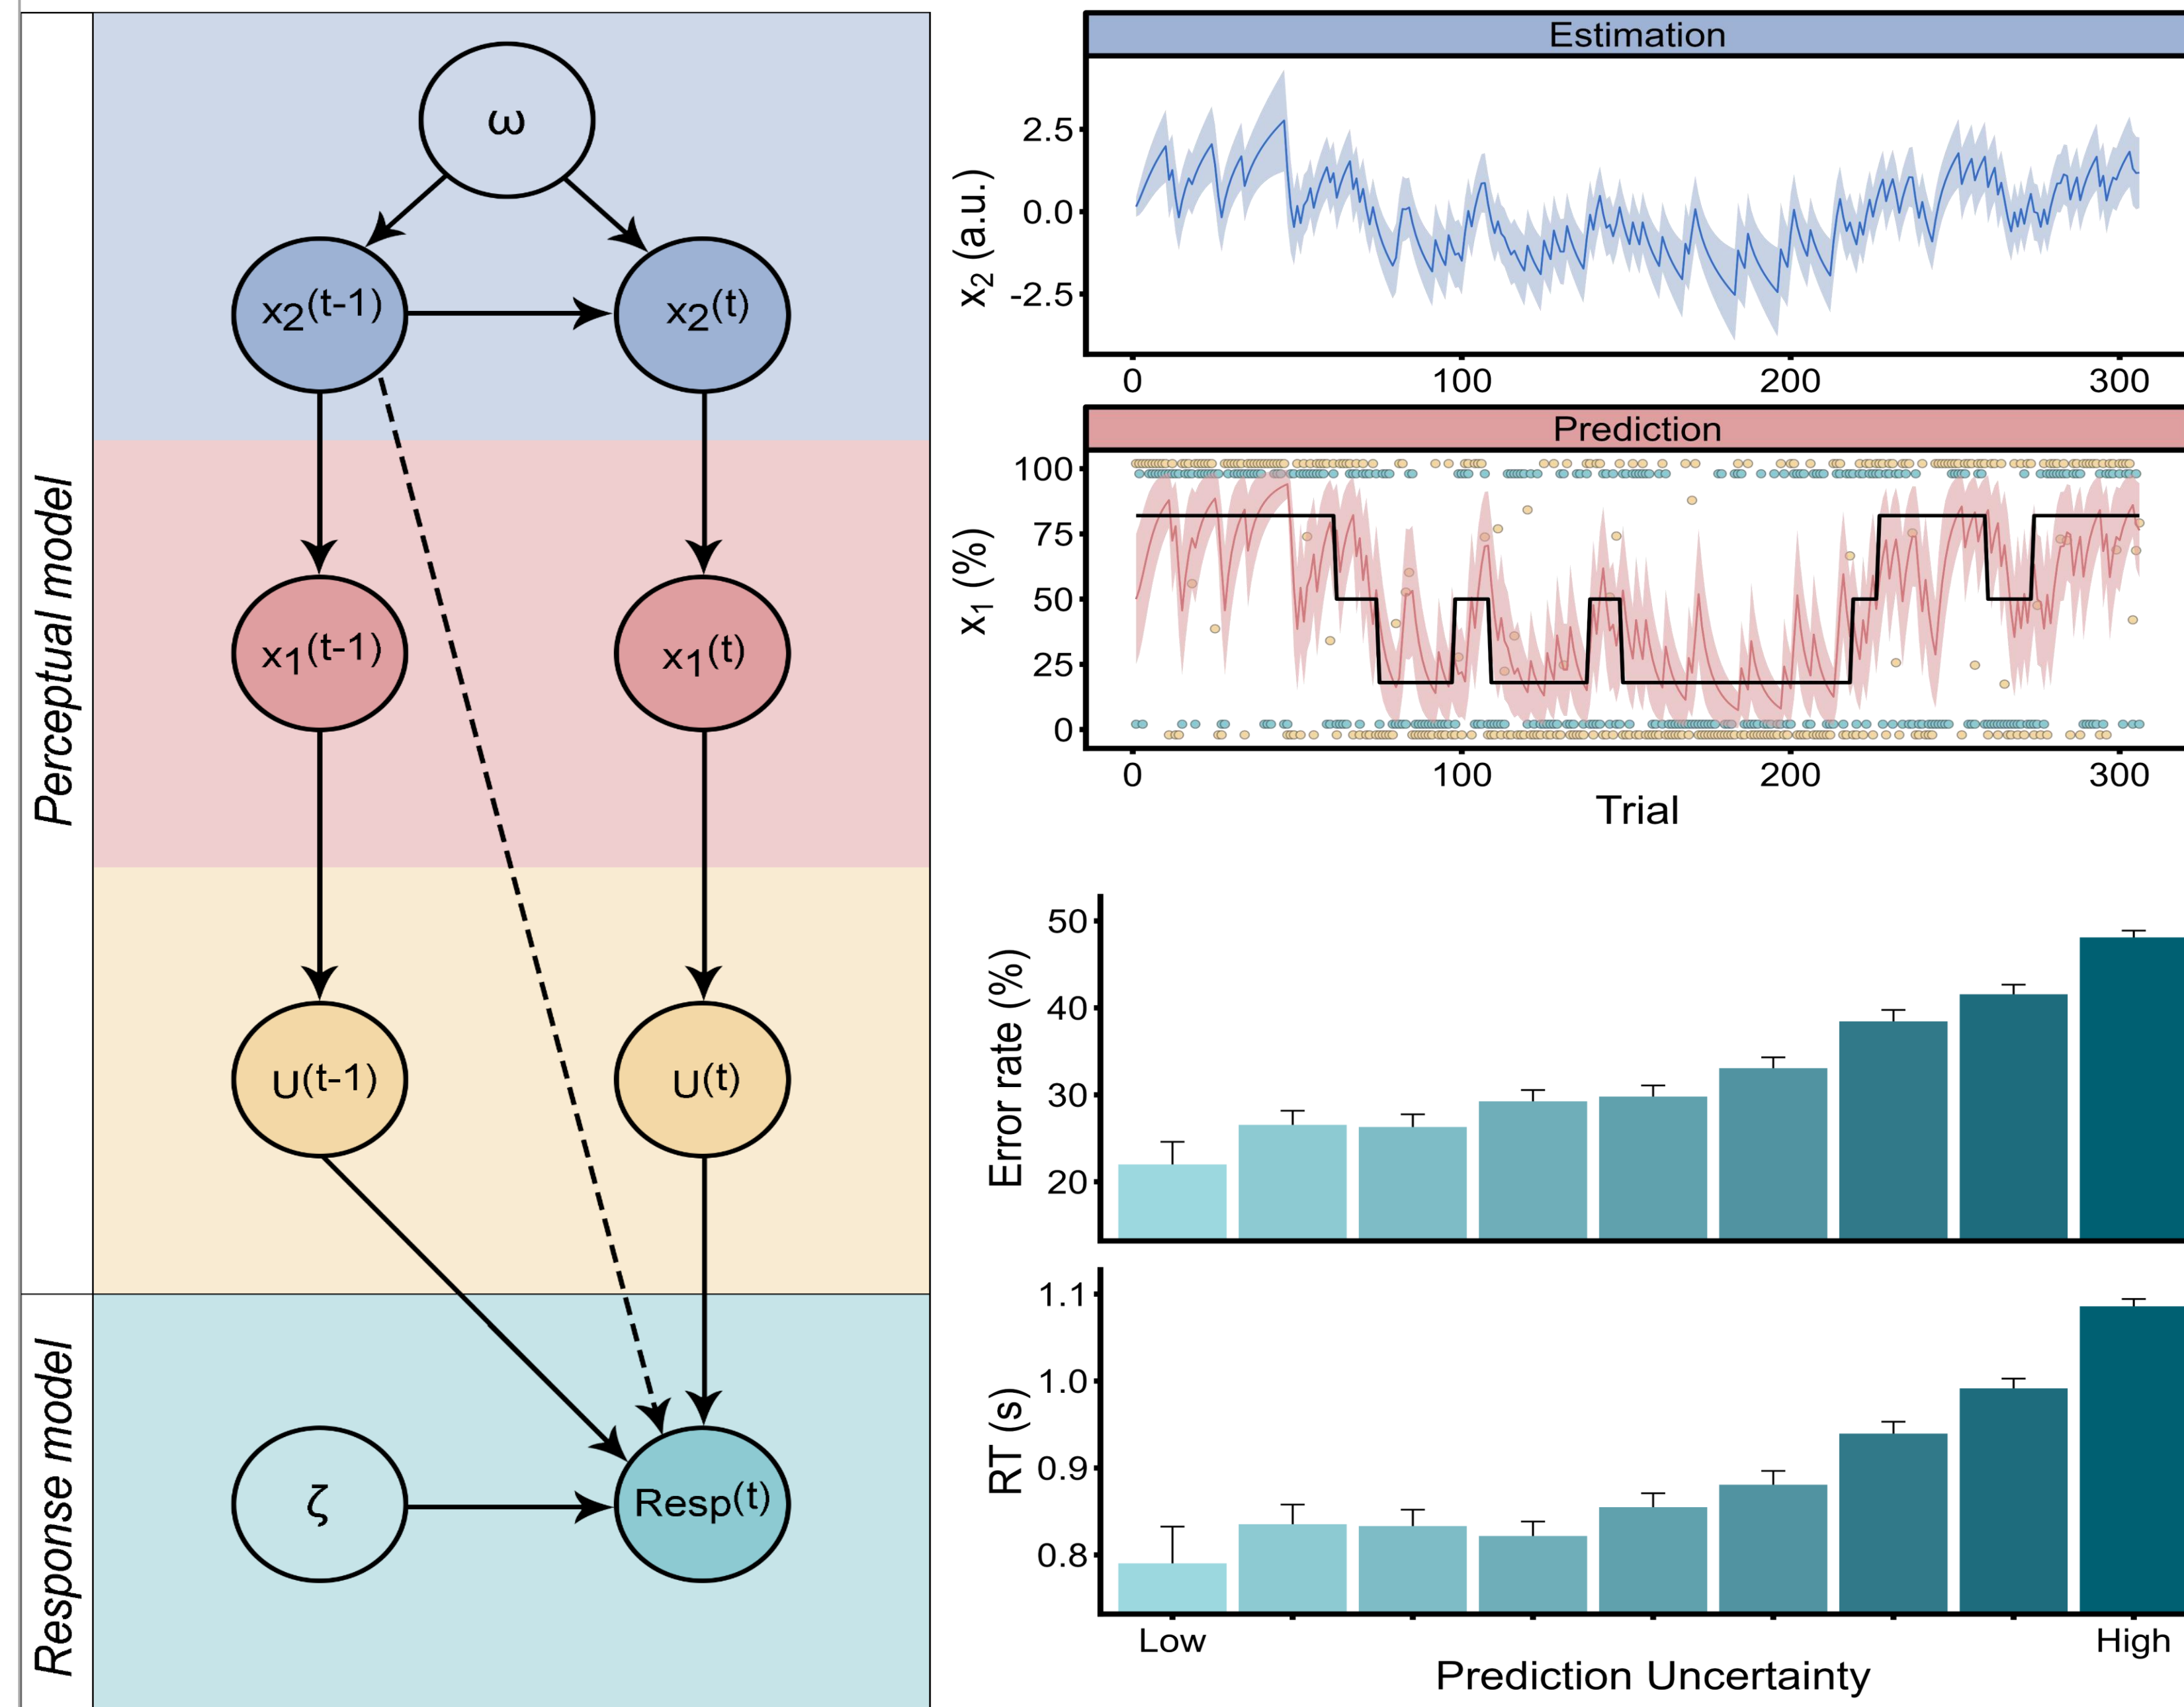 Perceptual model
ω
x₂(t-1)
x₂(t)
x₁(t-1)
x₁(t)
U(t-1)
U(t)
Response model
ζ
Resp(t)
Estimation
x₂ (a.u.)
2.5
0.0
-2.5
0
100
200
300
Prediction
x₁ (%)
100
75
50
25
0
0
100
200
300
Trial
Error rate (%)
50
40
30
20
RT (s)
1.1
1.0
0.9
0.8
Low
High
Prediction Uncertainty